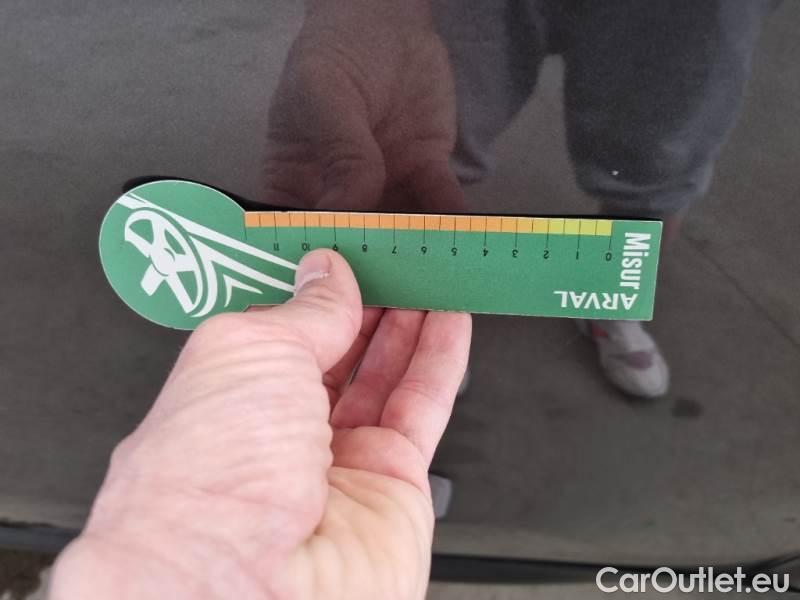 11 10 9 8 7 6 5 4 3 2 1 0
Misur
ARVAL
CarOutlet.eu